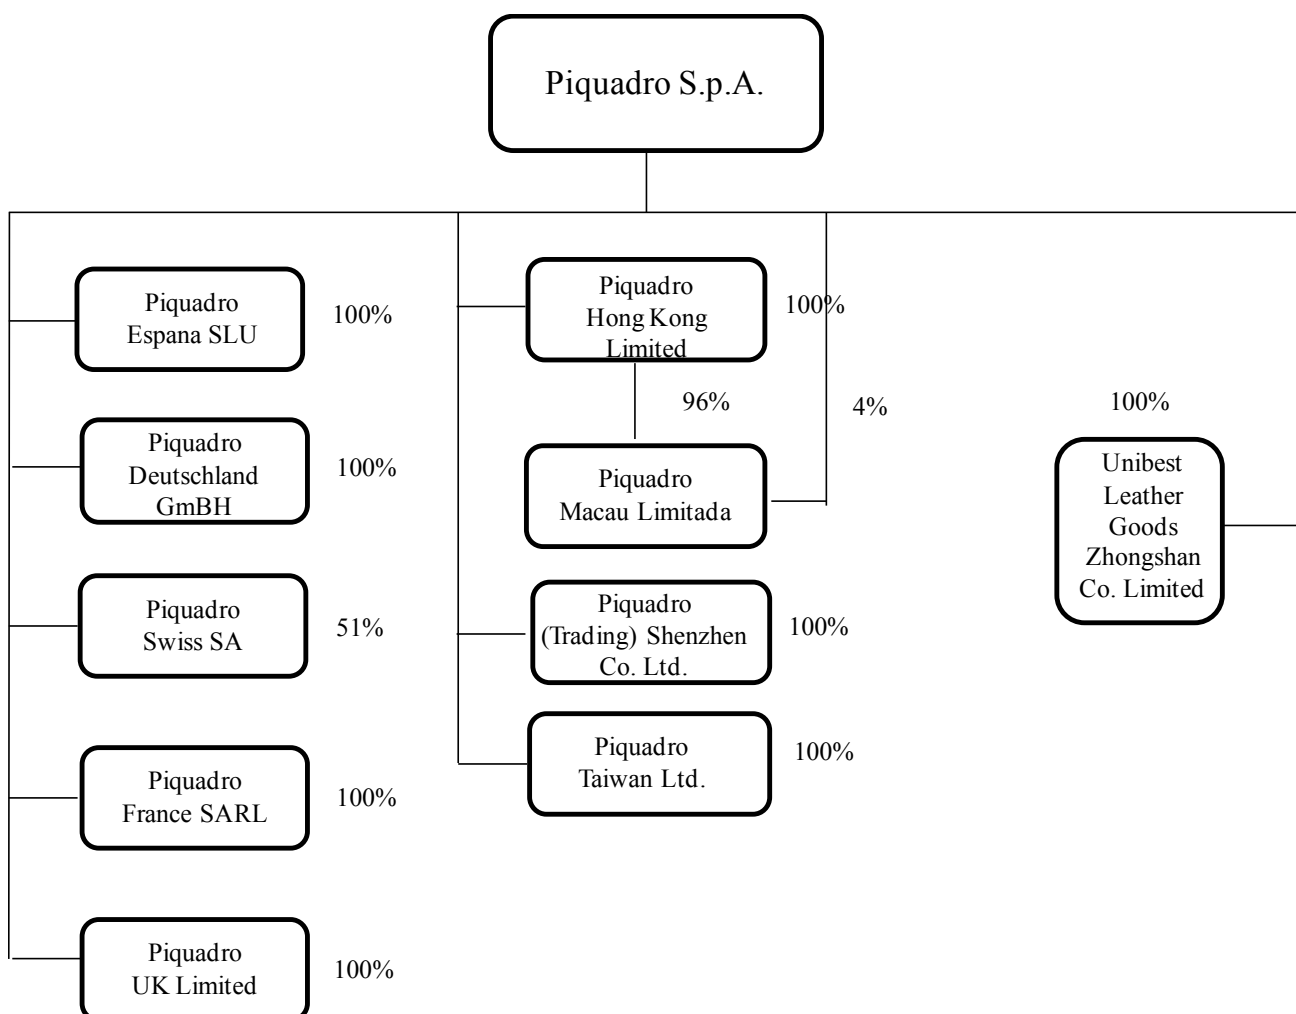 Piquadro S.p.A.
Piquadro
Espana SLU
100%
Piquadro
Deutschland
GmBH
100%
Piquadro
Swiss SA
51%
Piquadro
France SARL
100%
Piquadro
UK Limited
100%
Piquadro
Hong Kong
Limited
100%
96%
4%
Piquadro
Macau Limitada
Piquadro
(Trading) Shenzhen
Co. Ltd.
100%
Piquadro
Taiwan Ltd.
100%
100%
Unibest
Leather
Goods
Zhongshan
Co. Limited